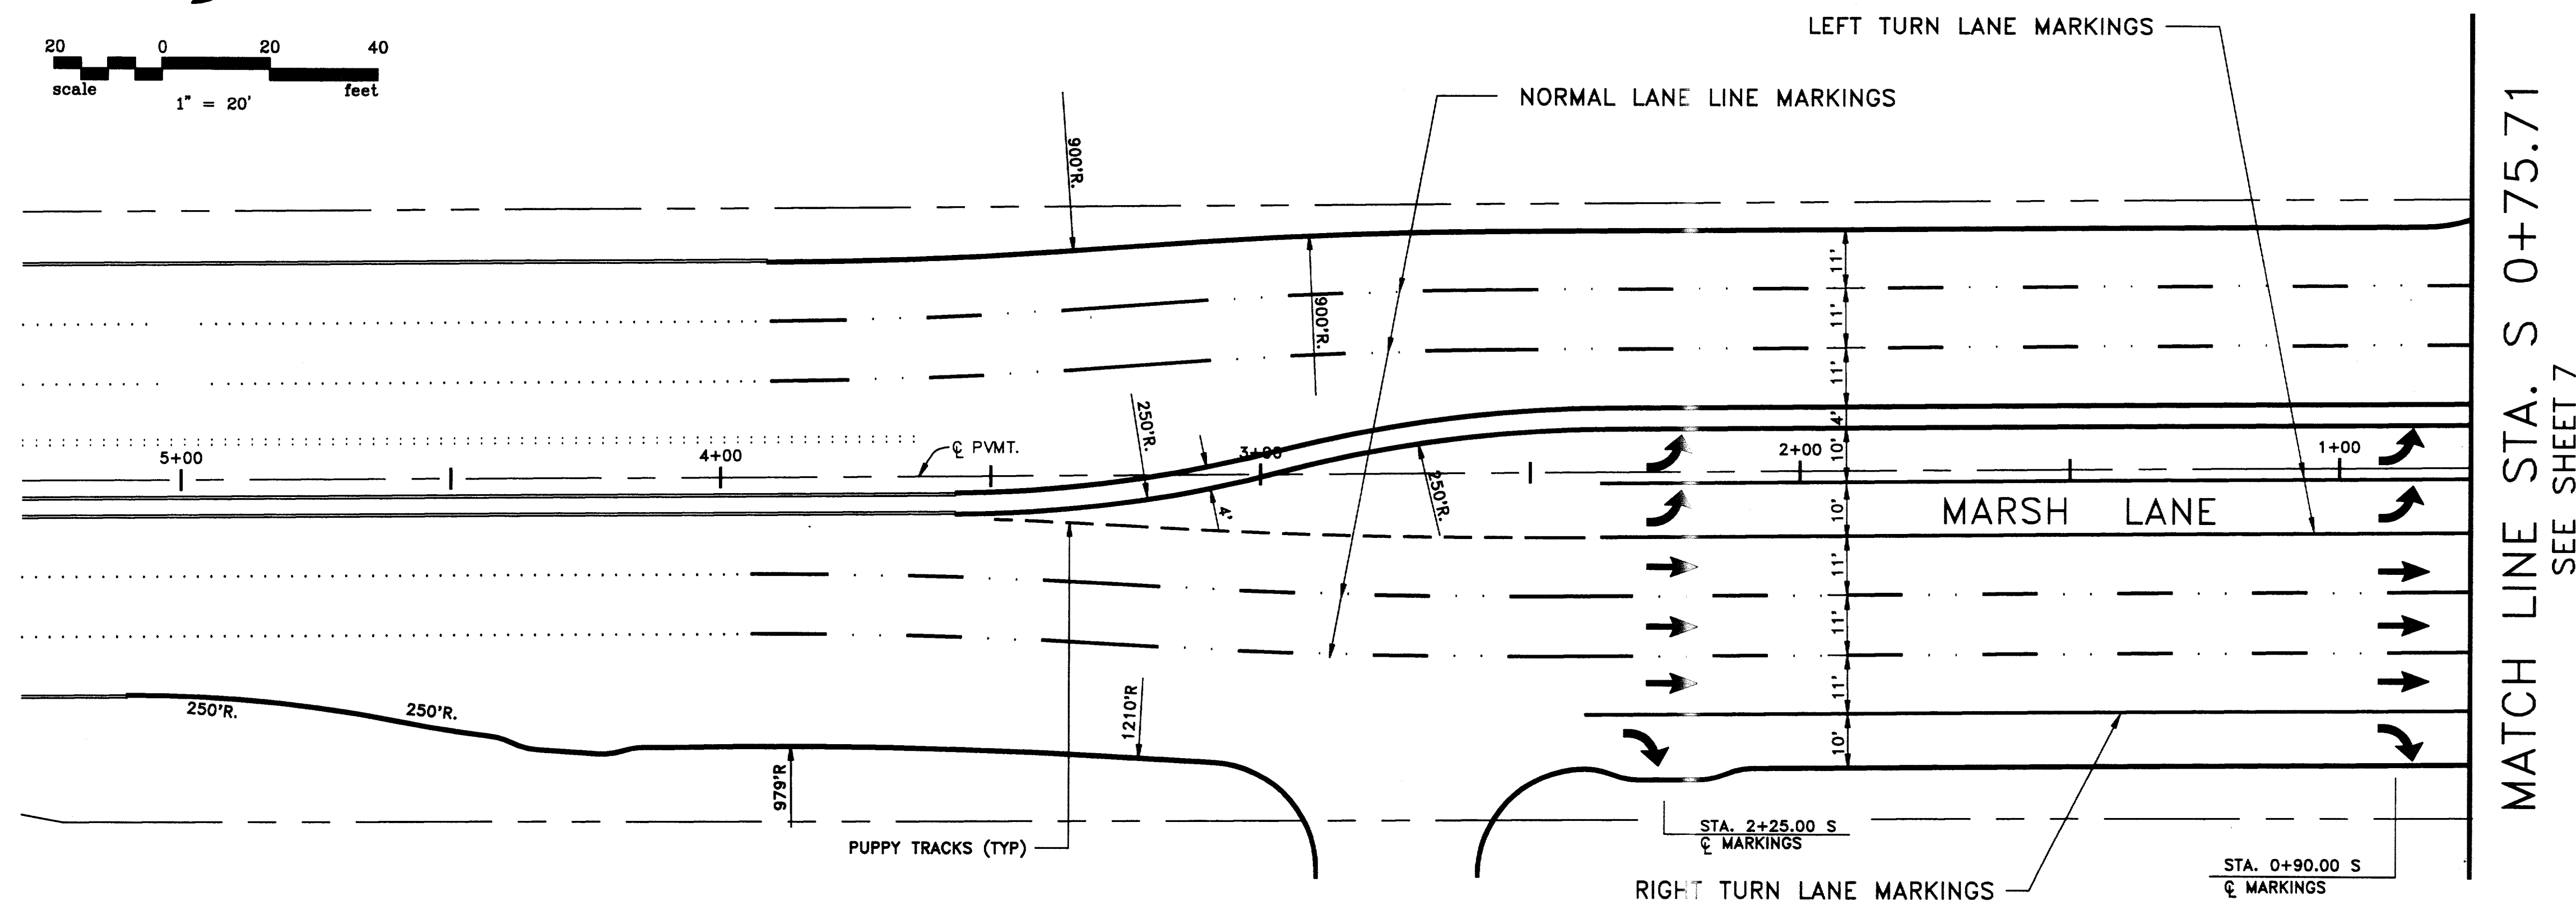 LEFT TURN LANE MARKINGS
20 0 20 40
scale feet
1" = 20'
NORMAL LANE LINE MARKINGS
900'R.
900'R.
11'
11'
11'
4'
10'
10'
11'
11'
11'
10'
250'R.
℄ PVMT.
5+00 4+00 3+00 2+00 1+00
4'
250'R.
MARSH LANE
250'R. 250'R.
1210'R
979'R
PUPPY TRACKS (TYP)
STA. 2+25.00 S
℄ MARKINGS
STA. 0+90.00 S
℄ MARKINGS
RIGHT TURN LANE MARKINGS
MATCH LINE STA. S 0+75.71
SEE SHEET 7